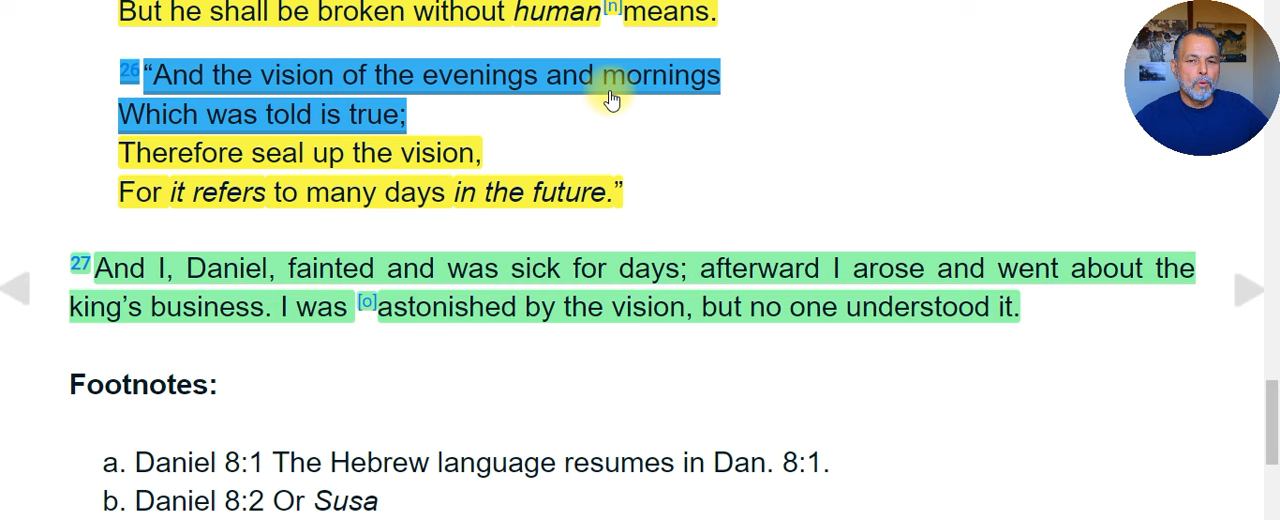 But he shall be broken without human[n]means.
26 “And the vision of the evenings and mornings
Which was told is true;
Therefore seal up the vision,
For it refers to many days in the future.”
27 And I, Daniel, fainted and was sick for days; afterward I arose and went about the
king’s business. I was [o]astonished by the vision, but no one understood it.
Footnotes:
a. Daniel 8:1 The Hebrew language resumes in Dan. 8:1.
b. Daniel 8:2 Or Susa